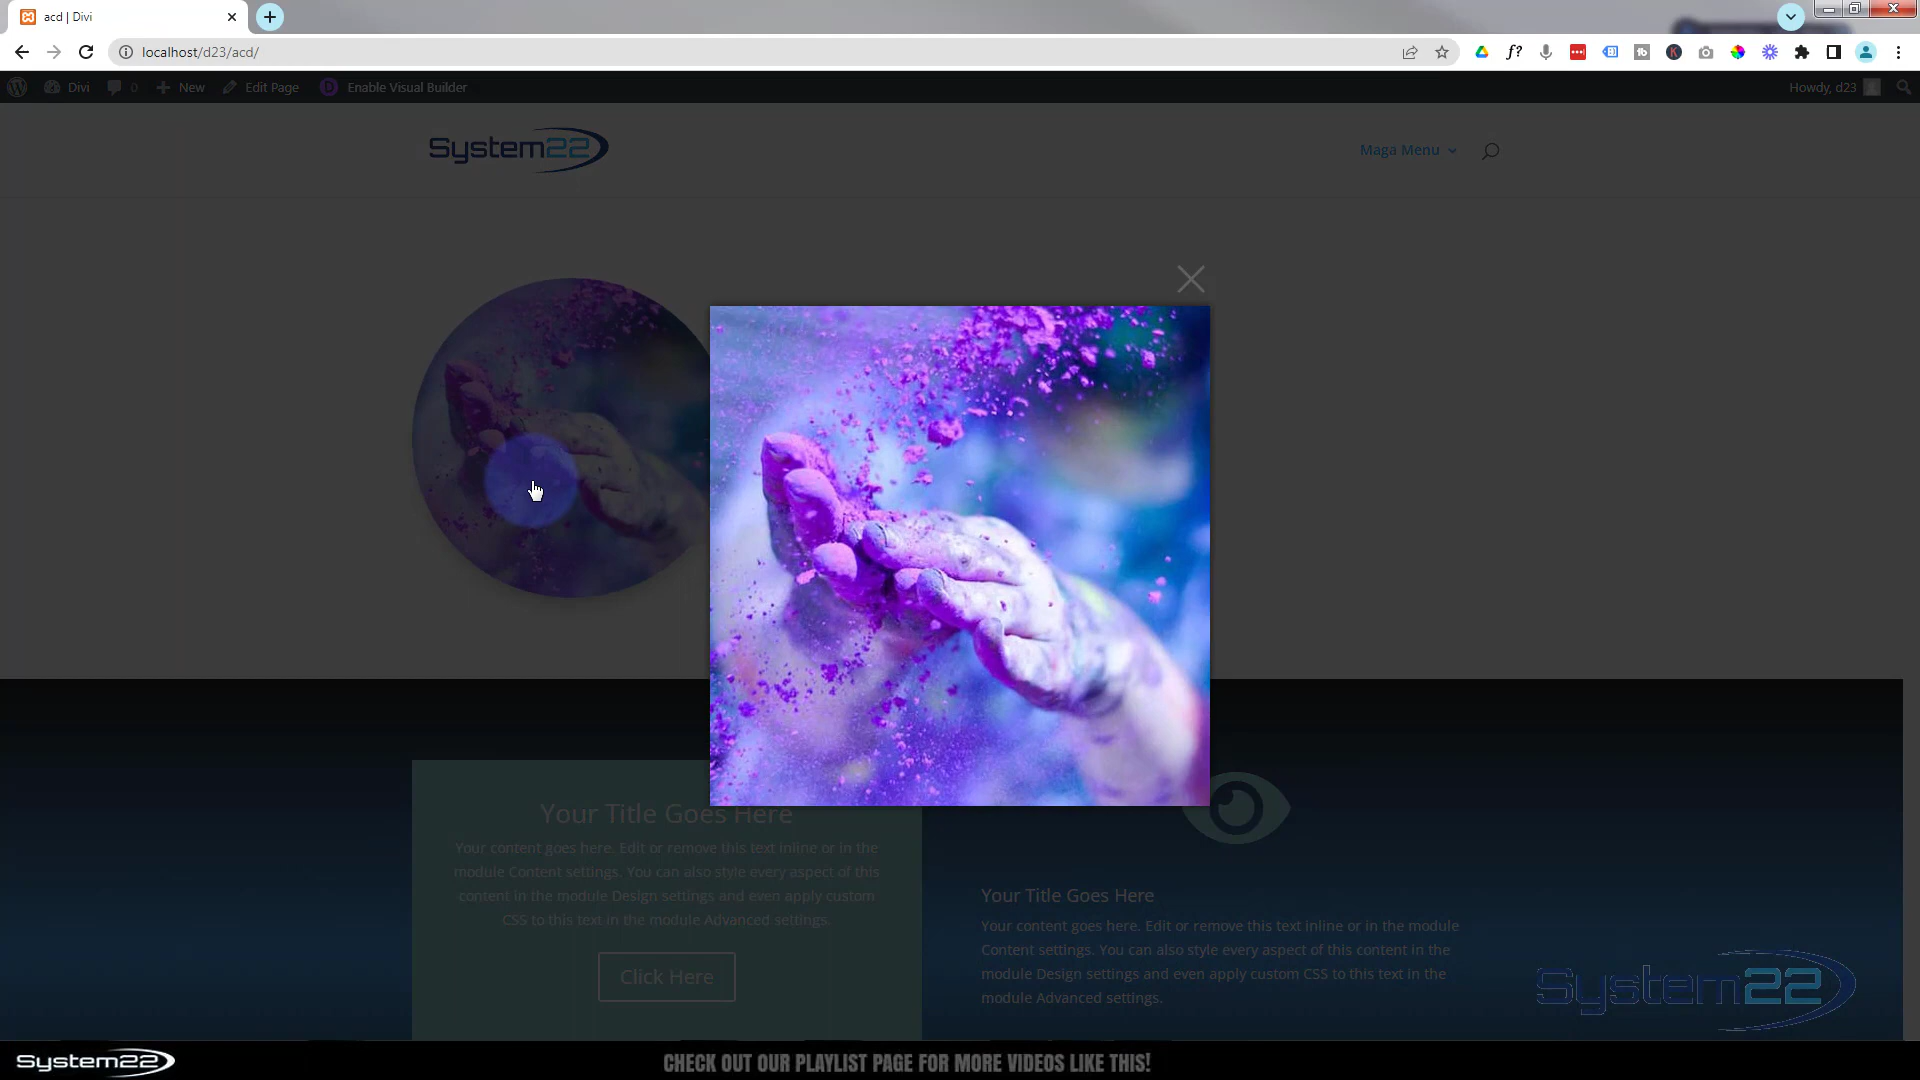 acd | Divi
localhost/d23/acd/
Divi
0
New
Edit Page
Enable Visual Builder
Howdy, d23
System22
Maga Menu
Your Title Goes Here
Your content goes here. Edit or remove this text inline or in the
module Content settings. You can also style every aspect of this
content in the module Design settings and even apply custom
CSS to this text in the module Advanced settings.
Click Here
Your Title Goes Here
Your content goes here. Edit or remove this text inline or in the module
Content settings. You can also style every aspect of this content in the
module Design settings and even apply custom CSS to this text in the
module Advanced settings.
System22
System22
CHECK OUT OUR PLAYLIST PAGE FOR MORE VIDEOS LIKE THIS!